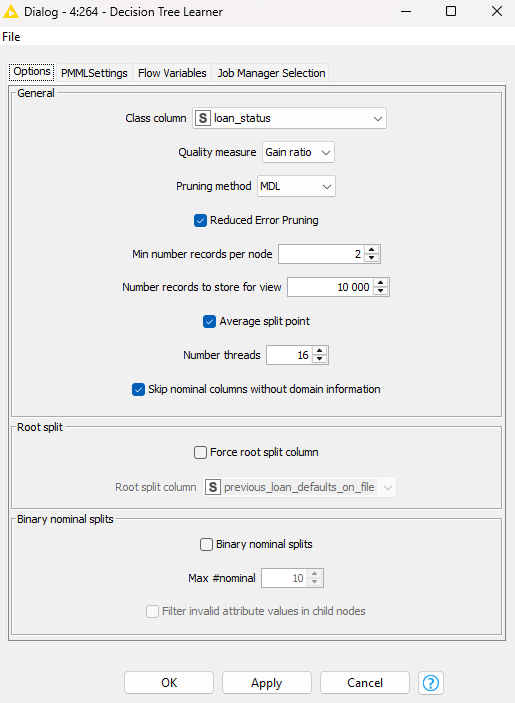 Dialog - 4:264 - Decision Tree Learner
File
Options PMMLSettings Flow Variables Job Manager Selection
General
Class column S loan_status
Quality measure Gain ratio
Pruning method MDL
Reduced Error Pruning
Min number records per node 2
Number records to store for view 10 000
Average split point
Number threads 16
Skip nominal columns without domain information
Root split
Force root split column
Root split column S previous_loan_defaults_on_file
Binary nominal splits
Binary nominal splits
Max #nominal 10
Filter invalid attribute values in child nodes
OK Apply Cancel ?